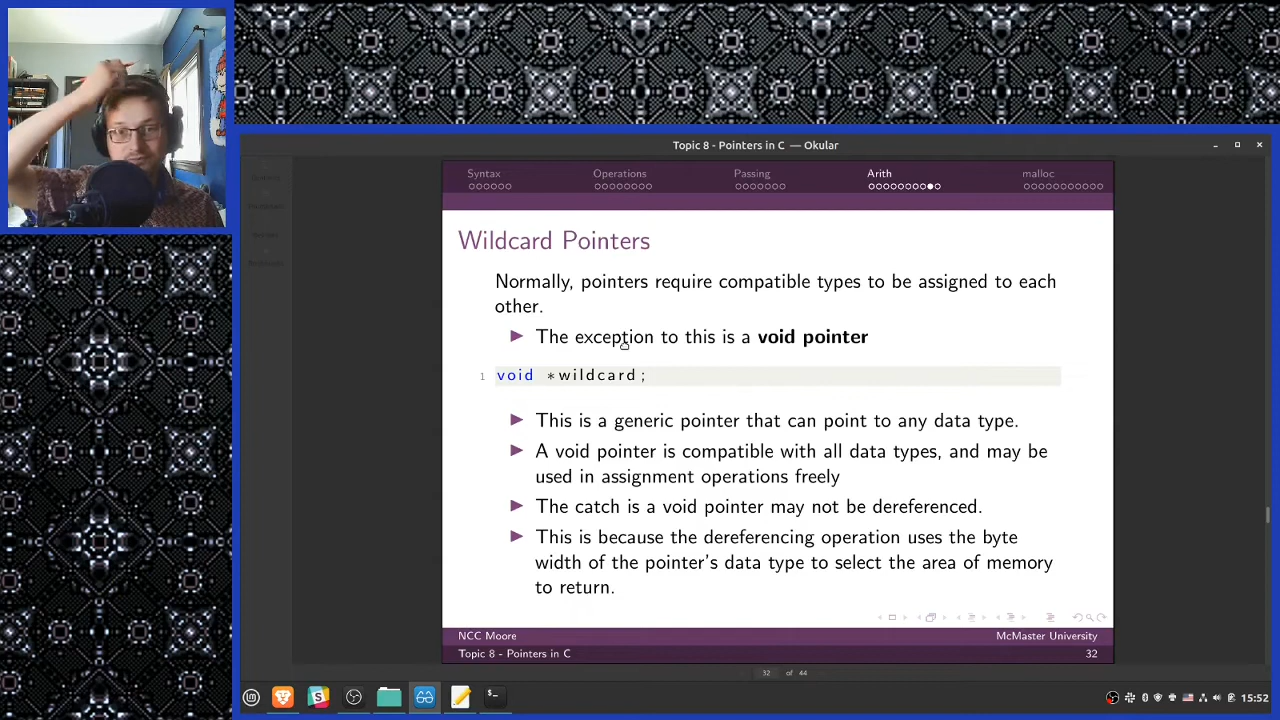 Topic 8 - Pointers in C — Okular
Syntax Operations Passing Arith malloc
Wildcard Pointers
Normally, pointers require compatible types to be assigned to each
other.
The exception to this is a void pointer
1 void *wildcard;
This is a generic pointer that can point to any data type.
A void pointer is compatible with all data types, and may be
used in assignment operations freely
The catch is a void pointer may not be dereferenced.
This is because the dereferencing operation uses the byte
width of the pointer's data type to select the area of memory
to return.
NCC Moore McMaster University
Topic 8 - Pointers in C 32
32 of 44
15:52